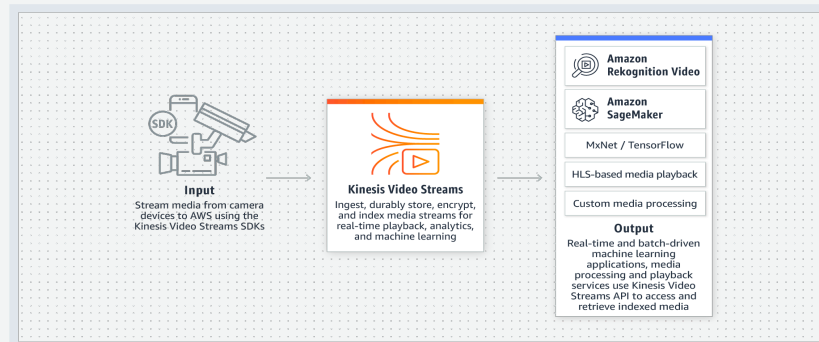 SDK
Input
Stream media from camera
devices to AWS using the
Kinesis Video Streams SDKs
Kinesis Video Streams
Ingest, durably store, encrypt,
and index media streams for
real-time playback, analytics,
and machine learning
Amazon
Rekognition Video
Amazon
SageMaker
MxNet / TensorFlow
HLS-based media playback
Custom media processing
Output
Real-time and batch-driven
machine learning
applications, media
processing and playback
services use Kinesis Video
Streams API to access and
retrieve indexed media